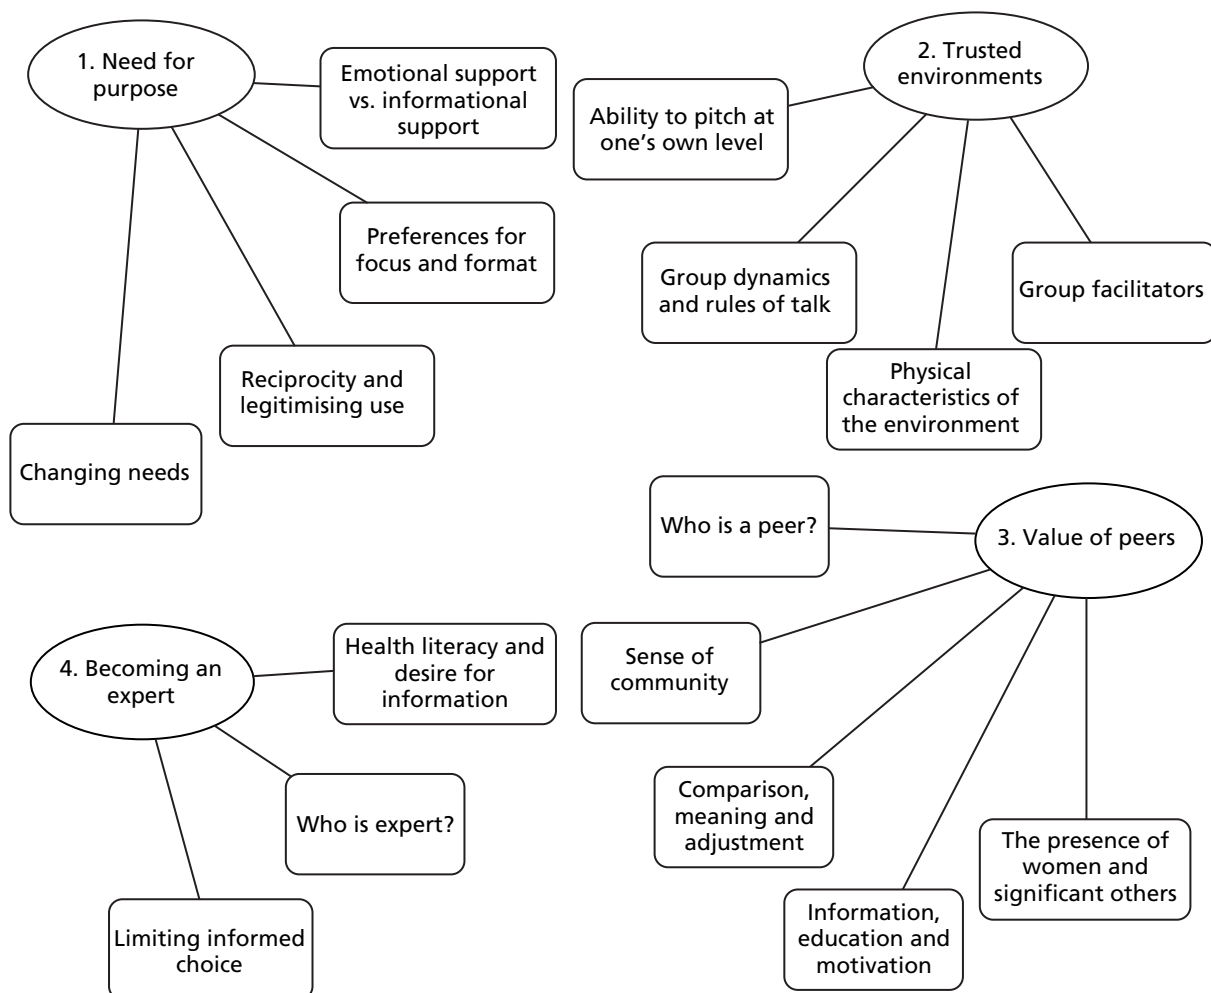 1. Need for
purpose
Emotional support
vs. informational
support
Preferences for
focus and format
Reciprocity and
legitimising use
Changing needs
2. Trusted
environments
Ability to pitch at
one's own level
Group dynamics
and rules of talk
Physical
characteristics of
the environment
Group facilitators
3. Value of peers
Who is a peer?
Sense of
community
Comparison,
meaning and
adjustment
Information,
education and
motivation
The presence of
women and
significant others
4. Becoming an
expert
Health literacy and
desire for
information
Who is expert?
Limiting informed
choice